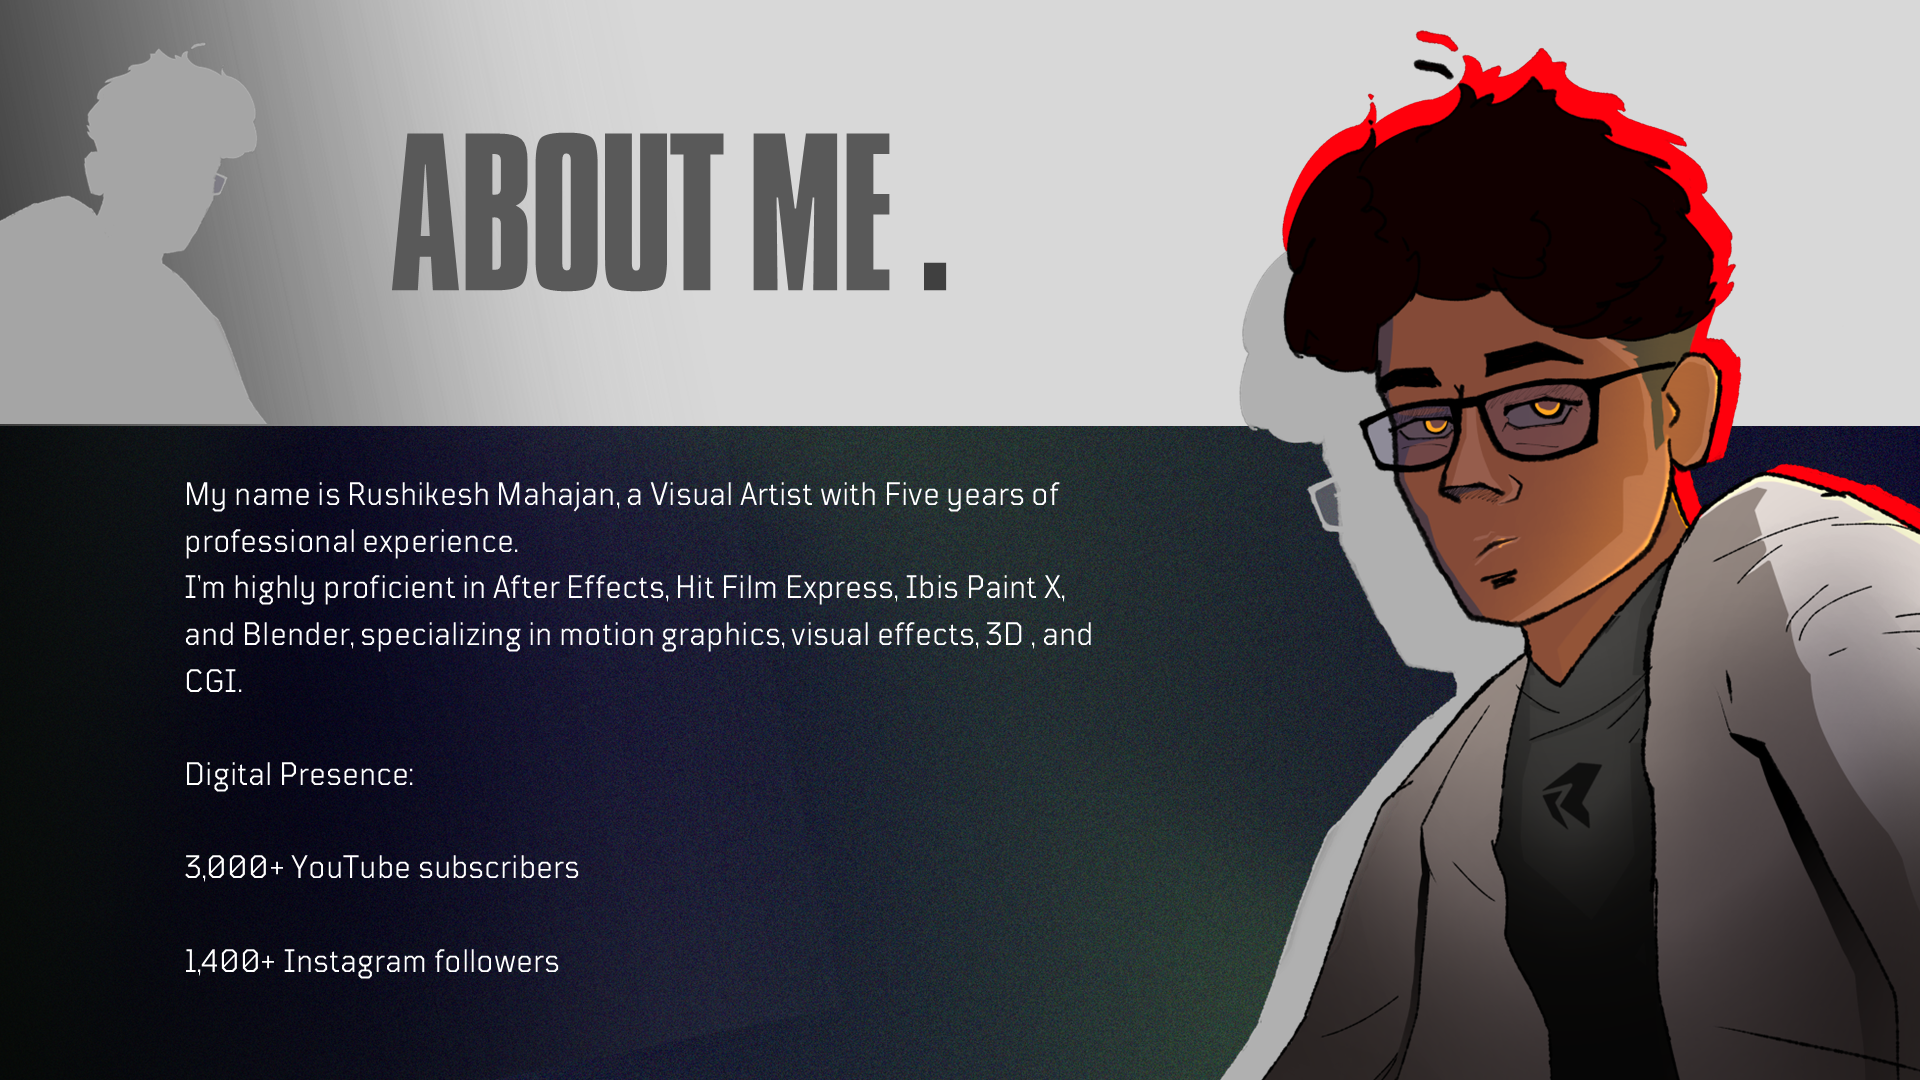 ABOUT ME .
My name is Rushikesh Mahajan, a Visual Artist with Five years of
professional experience.
I'm highly proficient in After Effects, Hit Film Express, Ibis Paint X,
and Blender, specializing in motion graphics, visual effects, 3D , and
CGI.
Digital Presence:
3,000+ YouTube subscribers
1,400+ Instagram followers